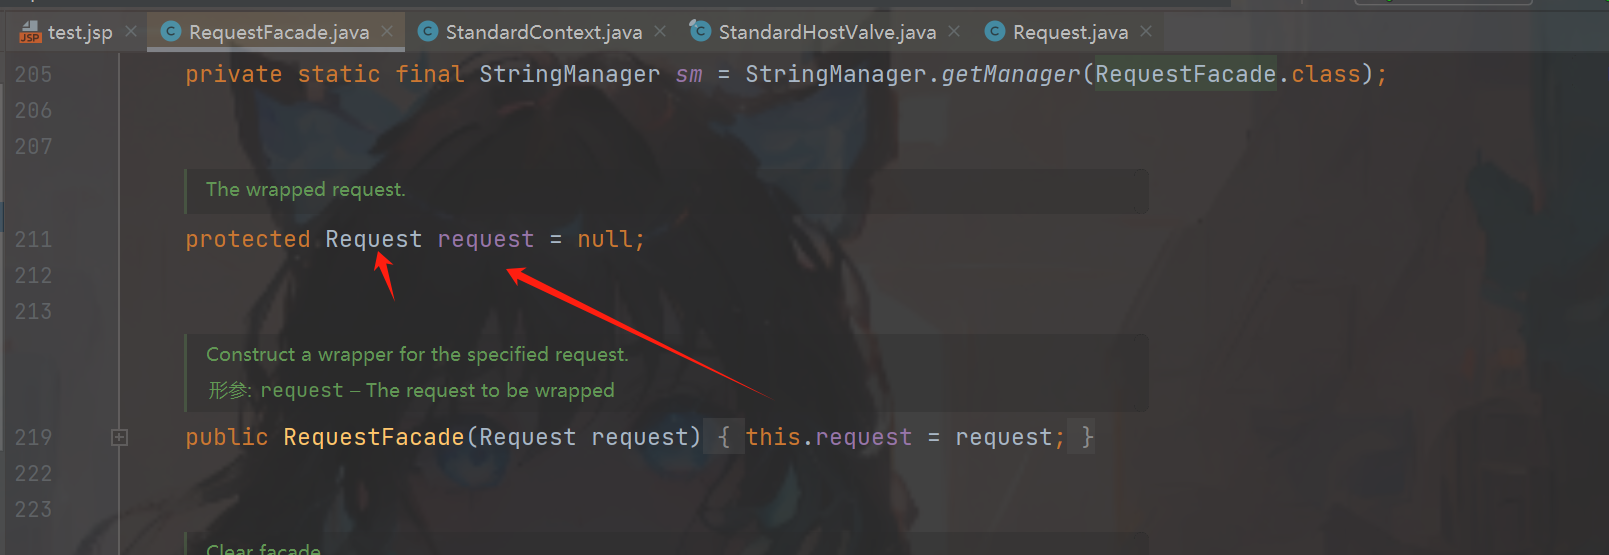 test.jsp RequestFacade.java StandardContext.java StandardHostValve.java Request.java
205 private static final StringManager sm = StringManager.getManager(RequestFacade.class);
206
207
The wrapped request.
211 protected Request request = null;
212
213
Construct a wrapper for the specified request.
形参: request – The request to be wrapped
219 public RequestFacade(Request request) { this.request = request; }
222
223
Clear facade